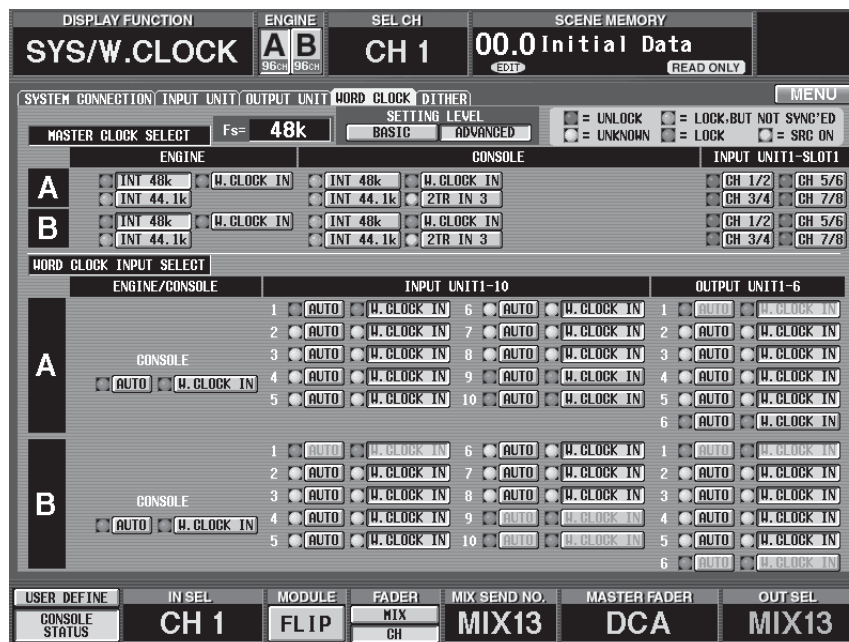 DISPLAY FUNCTION ENGINE SEL CH SCENE MEMORY
SYS/W.CLOCK A 96CH B 96CH CH 1 00.0 Initial Data
EDIT READ ONLY
SYSTEM CONNECTION INPUT UNIT OUTPUT UNIT WORD CLOCK DITHER MENU
MASTER CLOCK SELECT Fs= 48k SETTING LEVEL
BASIC ADVANCED
= UNLOCK = LOCK,BUT NOT SYNC'ED
= UNKNOWN = LOCK = SRC ON
ENGINE CONSOLE INPUT UNIT1-SLOT1
A INT 48k W.CLOCK IN INT 48k W.CLOCK IN CH 1/2 CH 5/6
INT 44.1k INT 44.1k 2TR IN 3 CH 3/4 CH 7/8
B INT 48k W.CLOCK IN INT 48k W.CLOCK IN CH 1/2 CH 5/6
INT 44.1k INT 44.1k 2TR IN 3 CH 3/4 CH 7/8
WORD CLOCK INPUT SELECT
ENGINE/CONSOLE INPUT UNIT1-10 OUTPUT UNIT1-6
1 AUTO W.CLOCK IN 6 AUTO W.CLOCK IN 1 AUTO W.CLOCK IN
2 AUTO W.CLOCK IN 7 AUTO W.CLOCK IN 2 AUTO W.CLOCK IN
A CONSOLE 3 AUTO W.CLOCK IN 8 AUTO W.CLOCK IN 3 AUTO W.CLOCK IN
AUTO W.CLOCK IN 4 AUTO W.CLOCK IN 9 AUTO W.CLOCK IN 4 AUTO W.CLOCK IN
5 AUTO W.CLOCK IN 10 AUTO W.CLOCK IN 5 AUTO W.CLOCK IN
6 AUTO W.CLOCK IN
1 AUTO W.CLOCK IN 6 AUTO W.CLOCK IN 1 AUTO W.CLOCK IN
2 AUTO W.CLOCK IN 7 AUTO W.CLOCK IN 2 AUTO W.CLOCK IN
B CONSOLE 3 AUTO W.CLOCK IN 8 AUTO W.CLOCK IN 3 AUTO W.CLOCK IN
AUTO W.CLOCK IN 4 AUTO W.CLOCK IN 9 AUTO W.CLOCK IN 4 AUTO W.CLOCK IN
5 AUTO W.CLOCK IN 10 AUTO W.CLOCK IN 5 AUTO W.CLOCK IN
6 AUTO W.CLOCK IN
USER DEFINE IN SEL MODULE FADER MIX SEND NO. MASTER FADER OUT SEL
CONSOLE STATUS CH 1 FLIP MIX CH MIX13 DCA MIX13